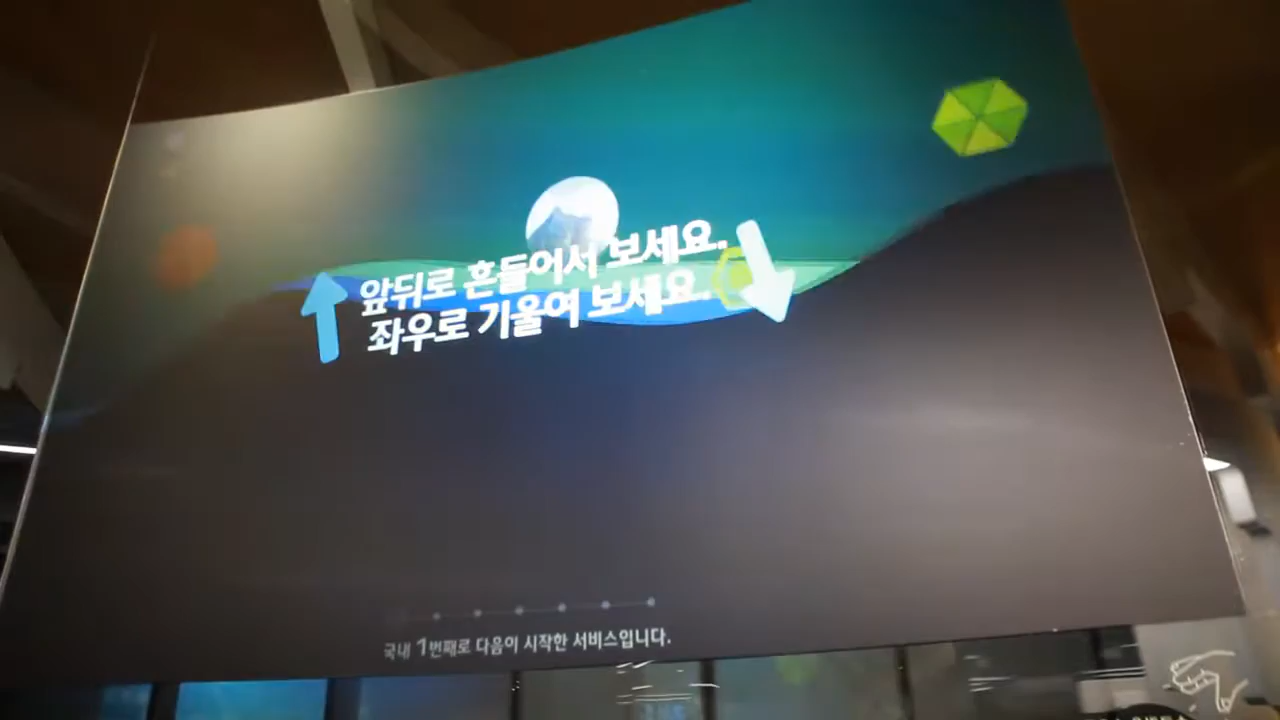 앞뒤로 흔들어서 보세요.
좌우로 기울여 보세요.
국내 1번째로 다음이 시작한 서비스입니다.